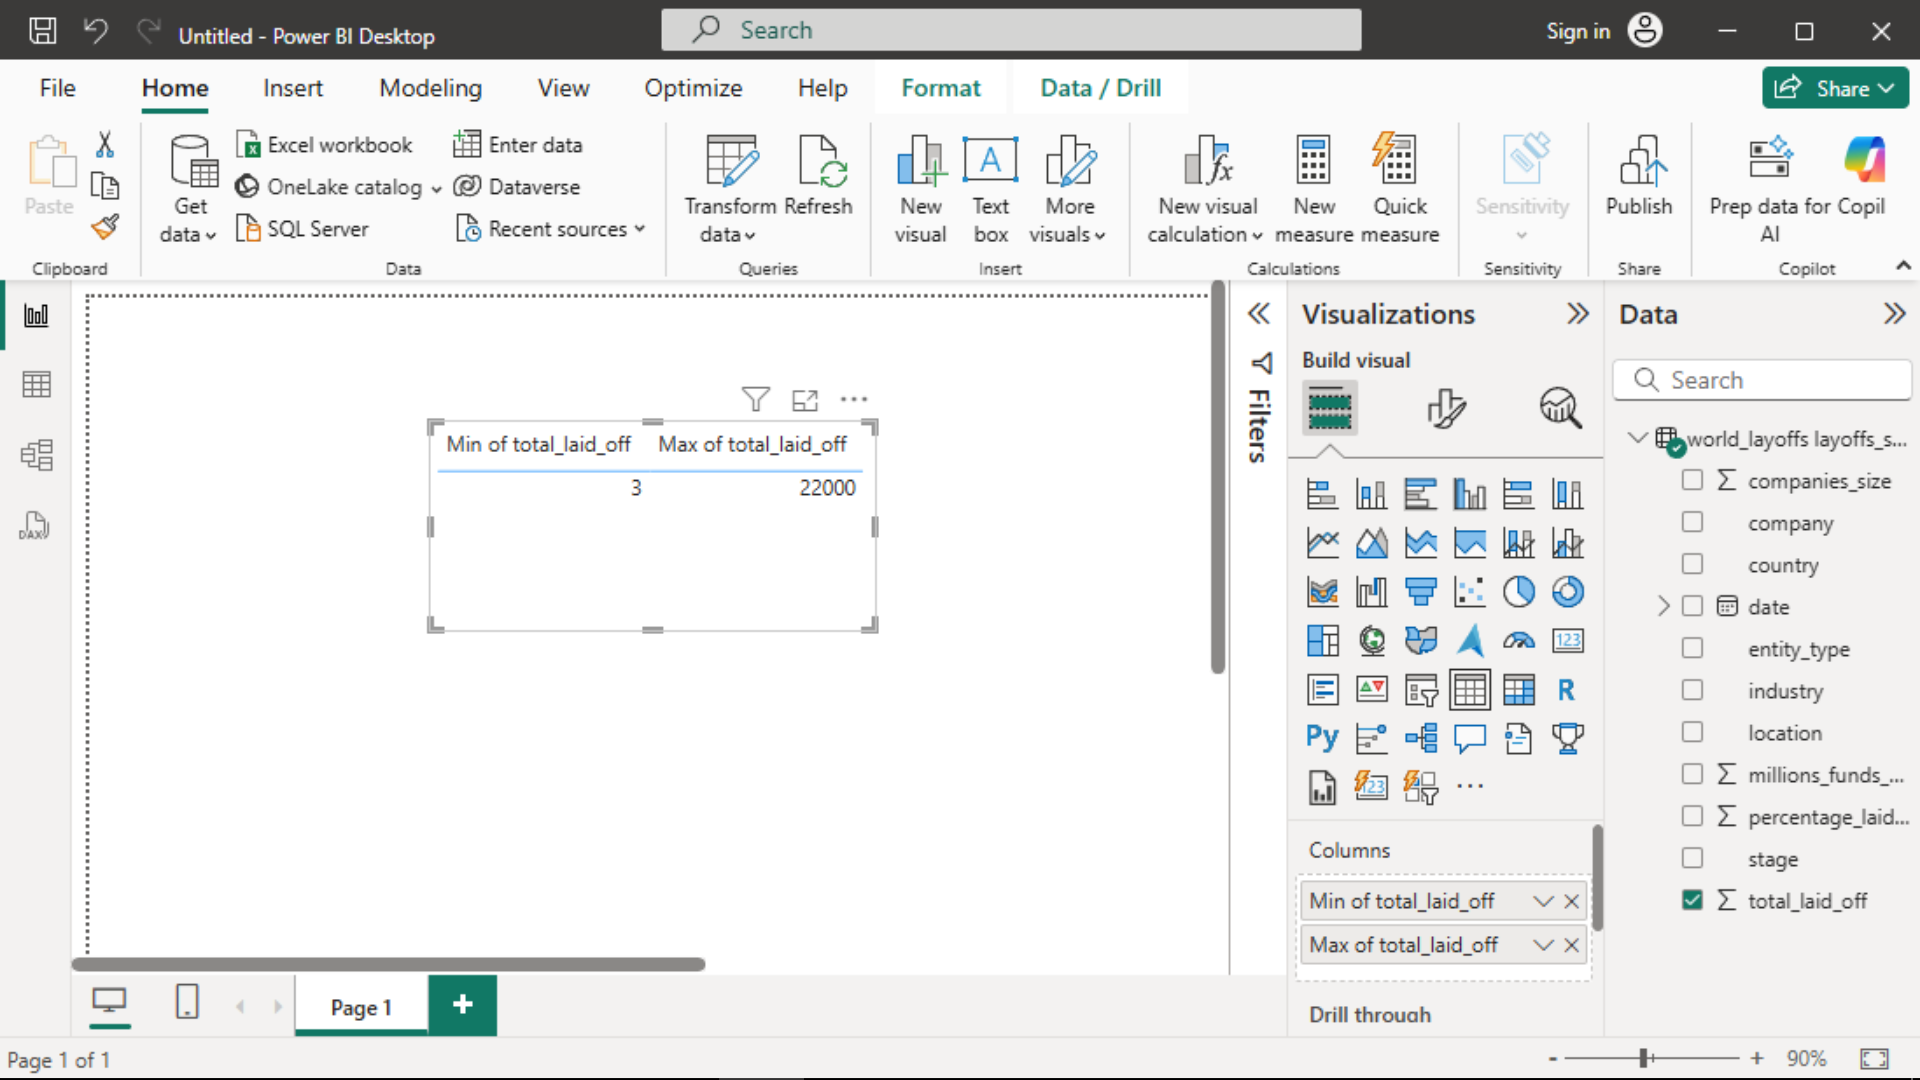 Untitled - Power BI Desktop
Search
Sign in
File
Home
Insert
Modeling
View
Optimize
Help
Format
Data / Drill
Share
Paste
Get data
Excel workbook
OneLake catalog
SQL Server
Enter data
Dataverse
Recent sources
Transform data
Refresh
New visual
Text box
More visuals
New visual calculation
New measure
Quick measure
Sensitivity
Publish
Prep data for AI
Copil
Clipboard
Data
Queries
Insert
Calculations
Sensitivity
Share
Copilot
DAX
Min of total_laid_off
Max of total_laid_off
3
22000
Filters
Visualizations
Build visual
123
R
Py
123
Columns
Min of total_laid_off
Max of total_laid_off
Drill through
Data
Search
world_layoffs layoffs_s...
companies_size
company
country
date
entity_type
industry
location
millions_funds_...
percentage_laid...
stage
total_laid_off
Page 1
Page 1 of 1
90%